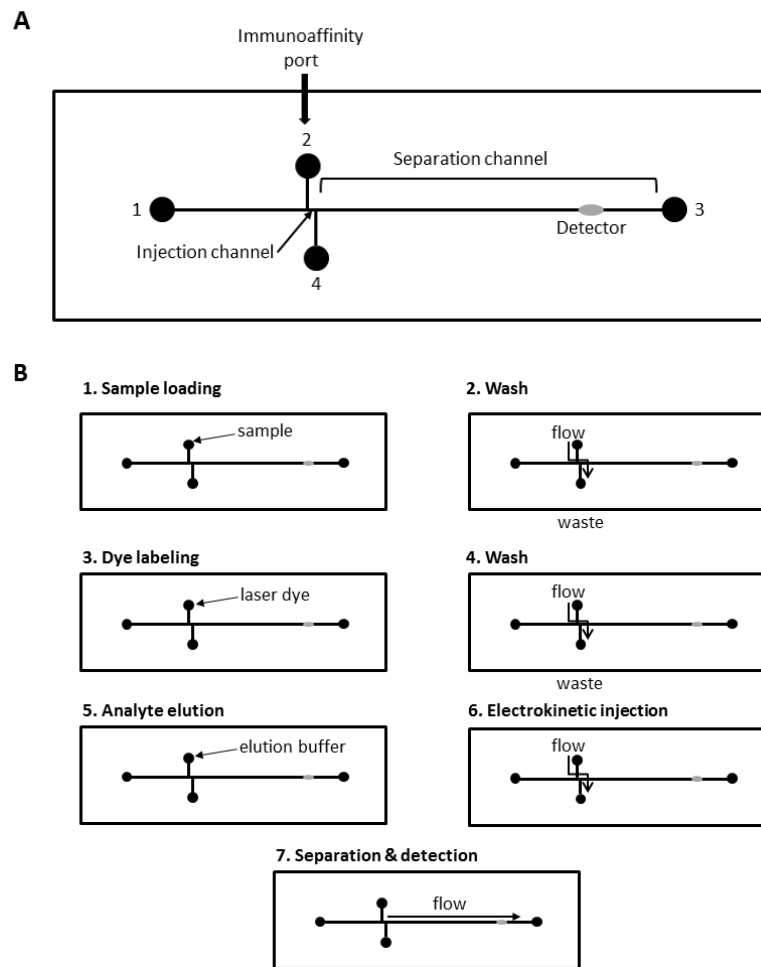 A
Immunoaffinity
port
2
Separation channel
1
3
Injection channel
Detector
4
B
1. Sample loading
sample
2. Wash
flow
waste
3. Dye labeling
laser dye
4. Wash
flow
waste
5. Analyte elution
elution buffer
6. Electrokinetic injection
flow
7. Separation & detection
flow